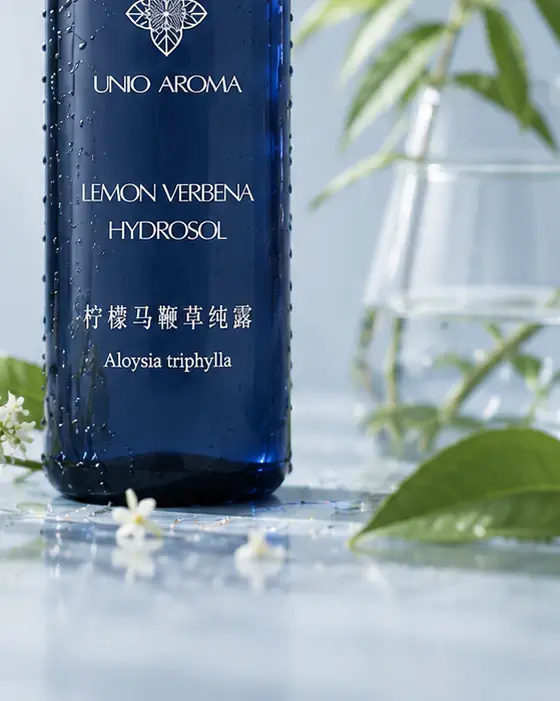 UNIO AROMA
LEMON VERBENA
HYDROSOL
柠檬马鞭草纯露
Aloysia triphylla